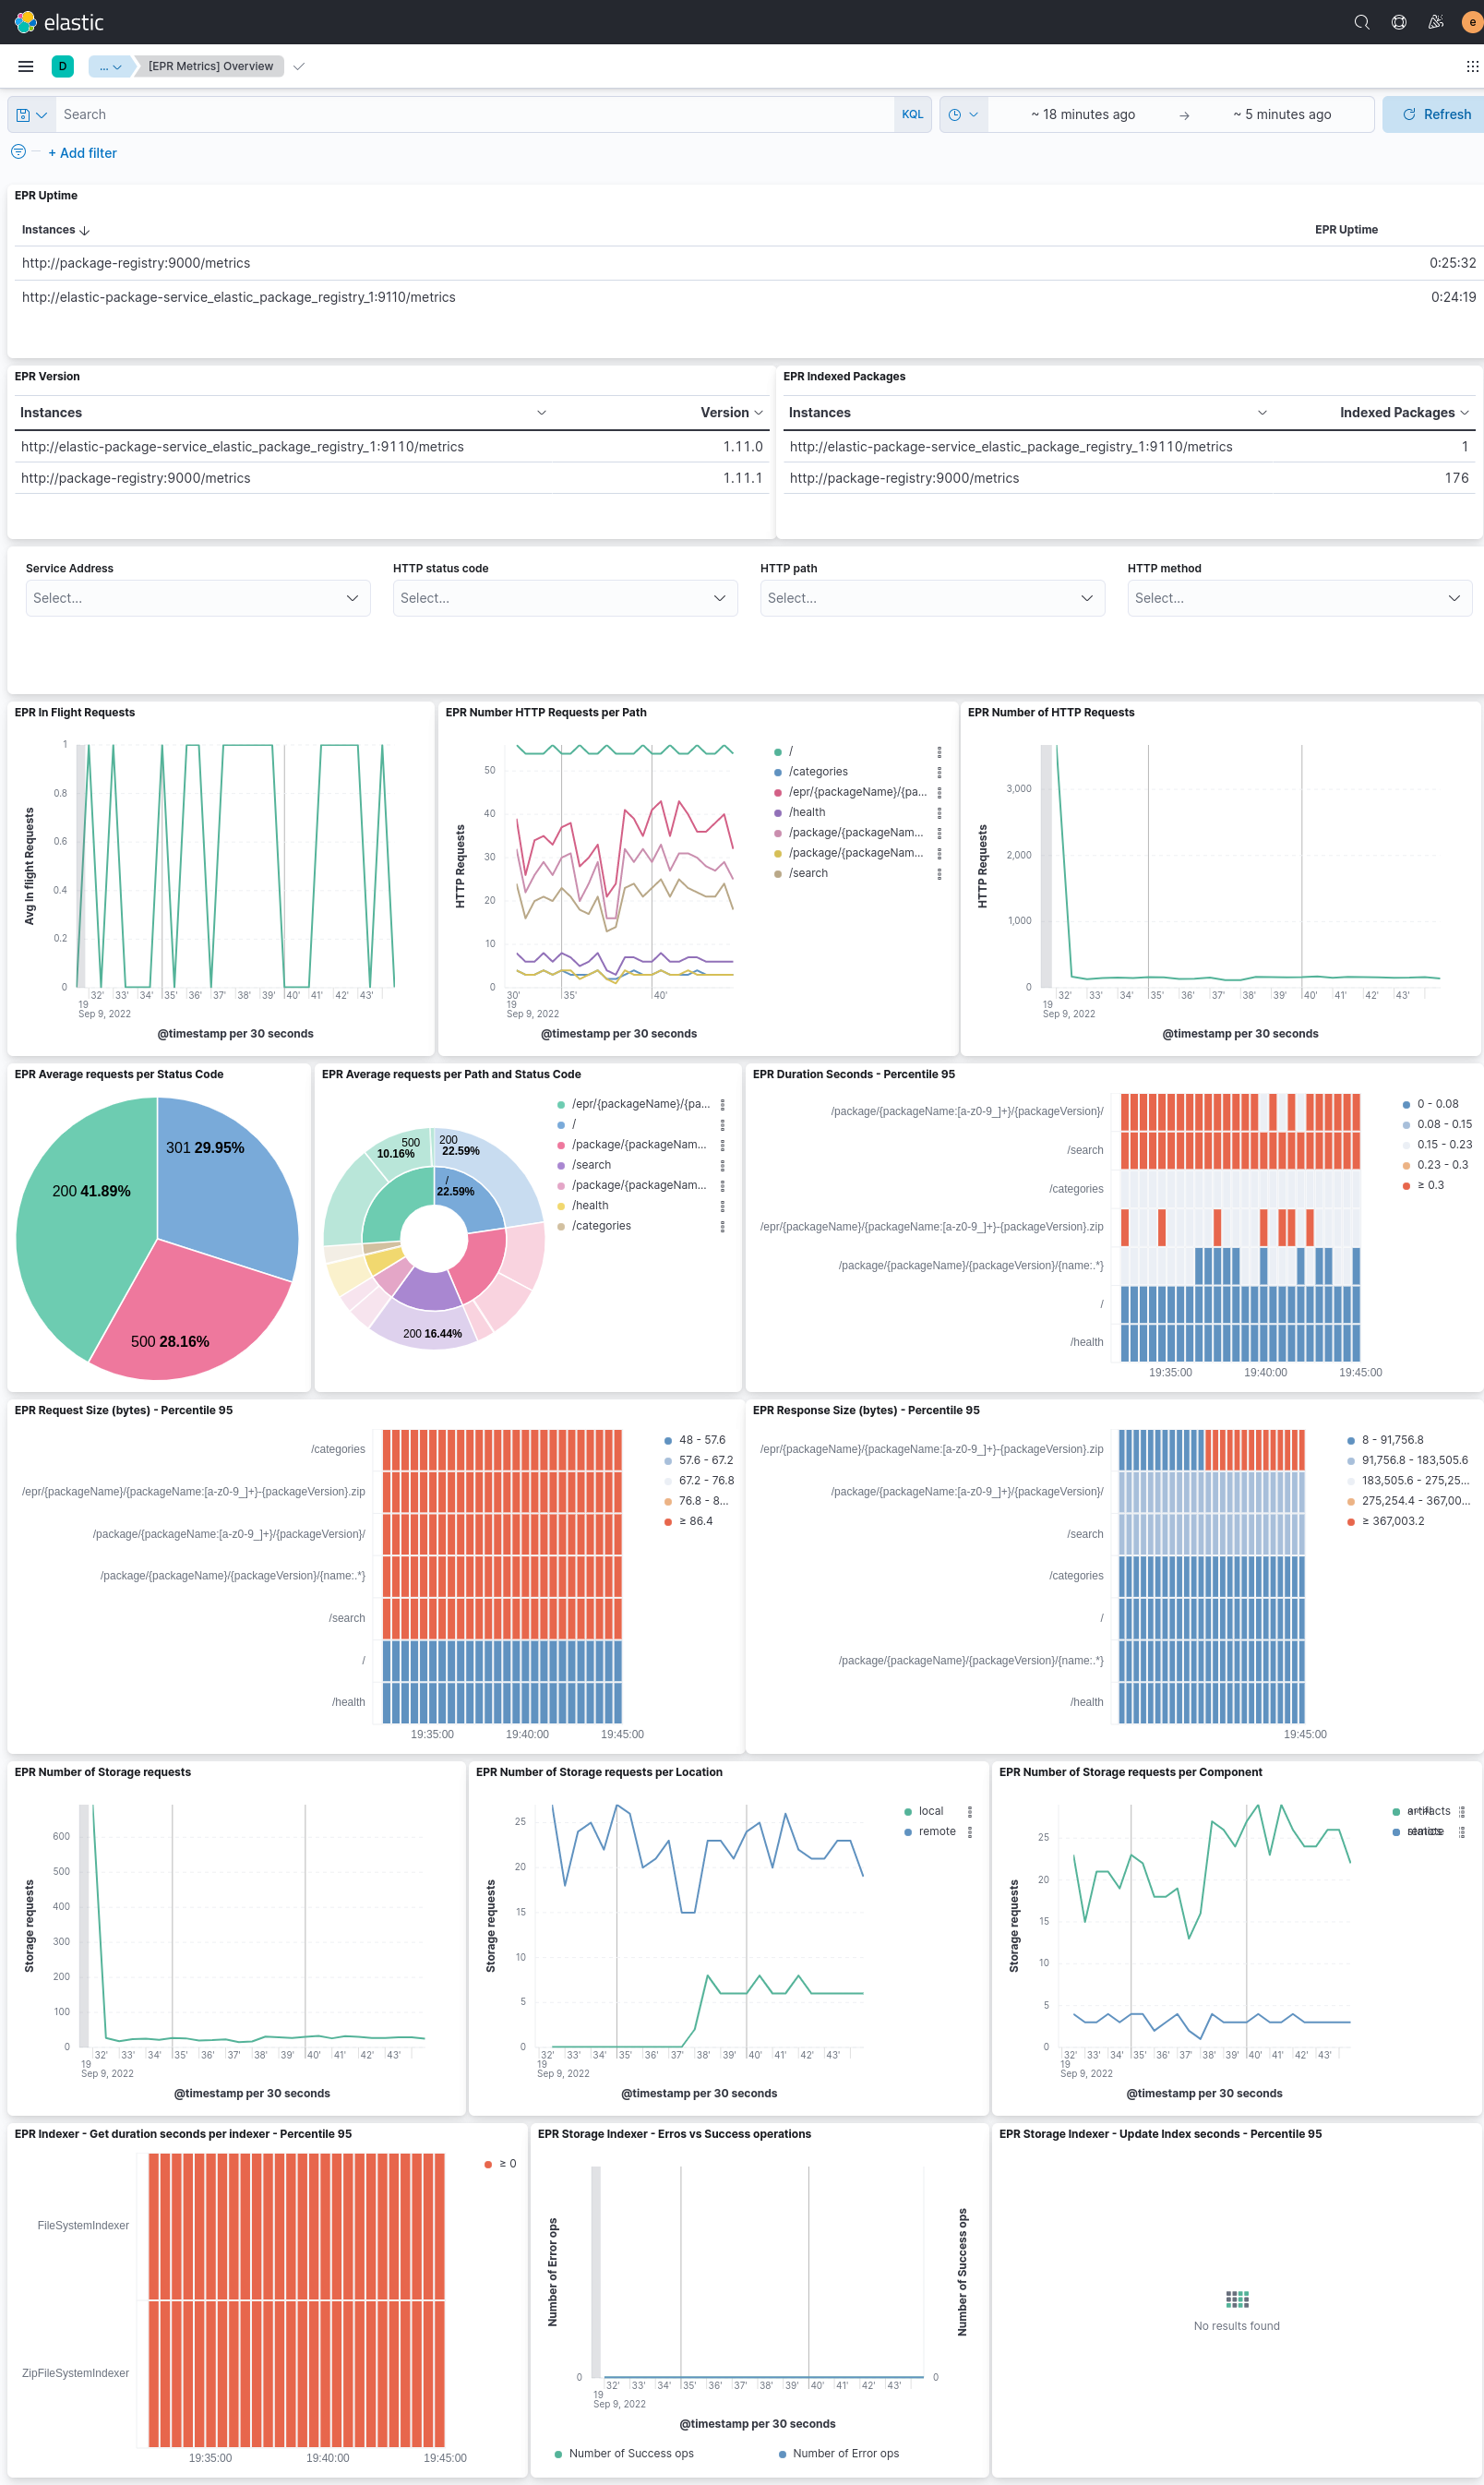 elastic
e
D
... [EPR Metrics] Overview
Search
KQL
~ 18 minutes ago → ~ 5 minutes ago
Refresh
+ Add filter
EPR Uptime
Instances ↓ EPR Uptime
http://package-registry:9000/metrics 0:25:32
http://elastic-package-service_elastic_package_registry_1:9110/metrics 0:24:19
EPR Version
Instances Version
http://elastic-package-service_elastic_package_registry_1:9110/metrics 1.11.0
http://package-registry:9000/metrics 1.11.1
EPR Indexed Packages
Instances Indexed Packages
http://elastic-package-service_elastic_package_registry_1:9110/metrics 1
http://package-registry:9000/metrics 176
Service Address HTTP status code HTTP path HTTP method
Select... Select... Select... Select...
EPR In Flight Requests
Avg In flight Requests
1
0.8
0.6
0.4
0.2
0
32' 33' 34' 35' 36' 37' 38' 39' 40' 41' 42' 43'
19
Sep 9, 2022
@timestamp per 30 seconds
EPR Number HTTP Requests per Path
HTTP Requests
50
40
30
20
10
0
30' 35' 40'
19
Sep 9, 2022
@timestamp per 30 seconds
/
/categories
/epr/{packageName}/{pa...
/health
/package/{packageNam...
/package/{packageNam...
/search
EPR Number of HTTP Requests
HTTP Requests
3,000
2,000
1,000
0
32' 33' 34' 35' 36' 37' 38' 39' 40' 41' 42' 43'
19
Sep 9, 2022
@timestamp per 30 seconds
EPR Average requests per Status Code
301 29.95%
200 41.89%
500 28.16%
EPR Average requests per Path and Status Code
500
10.16%
200
22.59%
/
22.59%
200 16.44%
/epr/{packageName}/{pa...
/
/package/{packageNam...
/search
/package/{packageNam...
/health
/categories
EPR Duration Seconds - Percentile 95
/package/{packageName:[a-z0-9_]+}/{packageVersion}/
/search
/categories
/epr/{packageName}/{packageName:[a-z0-9_]+}-{packageVersion}.zip
/package/{packageName}/{packageVersion}/{name:.*}
/
/health
19:35:00 19:40:00 19:45:00
0 - 0.08
0.08 - 0.15
0.15 - 0.23
0.23 - 0.3
≥ 0.3
EPR Request Size (bytes) - Percentile 95
/categories
/epr/{packageName}/{packageName:[a-z0-9_]+}-{packageVersion}.zip
/package/{packageName:[a-z0-9_]+}/{packageVersion}/
/package/{packageName}/{packageVersion}/{name:.*}
/search
/
/health
19:35:00 19:40:00 19:45:00
48 - 57.6
57.6 - 67.2
67.2 - 76.8
76.8 - 8...
≥ 86.4
EPR Response Size (bytes) - Percentile 95
/epr/{packageName}/{packageName:[a-z0-9_]+}-{packageVersion}.zip
/package/{packageName:[a-z0-9_]+}/{packageVersion}/
/search
/categories
/
/package/{packageName}/{packageVersion}/{name:.*}
/health
19:45:00
8 - 91,756.8
91,756.8 - 183,505.6
183,505.6 - 275,25...
275,254.4 - 367,00...
≥ 367,003.2
EPR Number of Storage requests
Storage requests
600
500
400
300
200
100
0
32' 33' 34' 35' 36' 37' 38' 39' 40' 41' 42' 43'
19
Sep 9, 2022
@timestamp per 30 seconds
EPR Number of Storage requests per Location
Storage requests
25
20
15
10
5
0
32' 33' 34' 35' 36' 37' 38' 39' 40' 41' 42' 43'
19
Sep 9, 2022
@timestamp per 30 seconds
local
remote
EPR Number of Storage requests per Component
Storage requests
25
20
15
10
5
0
32' 33' 34' 35' 36' 37' 38' 39' 40' 41' 42' 43'
19
Sep 9, 2022
@timestamp per 30 seconds
artifacts
EPR Indexer - Get duration seconds per indexer - Percentile 95
FileSystemIndexer
ZipFileSystemIndexer
19:35:00 19:40:00 19:45:00
≥ 0
EPR Storage Indexer - Erros vs Success operations
Number of Error ops
Number of Success ops
0 0
32' 33' 34' 35' 36' 37' 38' 39' 40' 41' 42' 43'
19
Sep 9, 2022
@timestamp per 30 seconds
Number of Success ops Number of Error ops
EPR Storage Indexer - Update Index seconds - Percentile 95
No results found